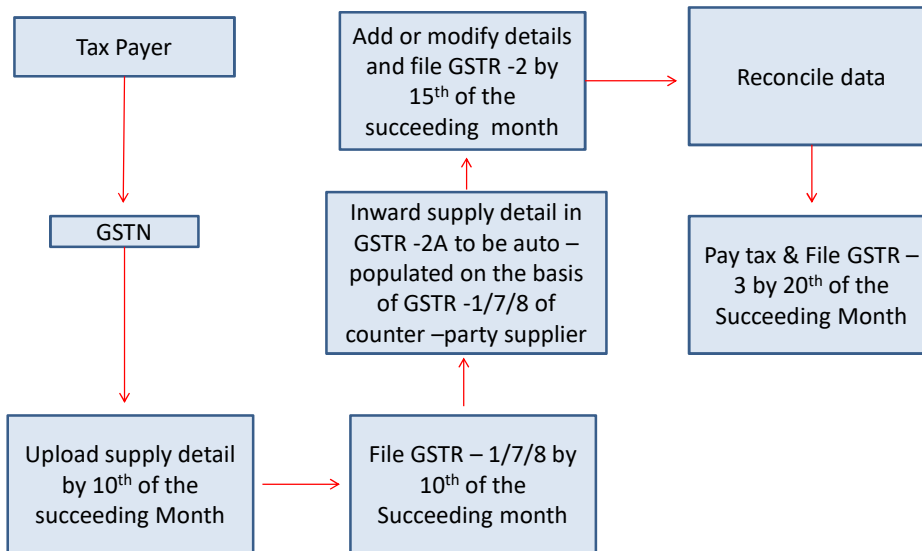 Tax Payer
GSTN
Upload supply detail
by 10th of the
succeeding Month
File GSTR – 1/7/8 by
10th of the
Succeeding month
Inward supply detail in
GSTR -2A to be auto –
populated on the basis
of GSTR -1/7/8 of
counter –party supplier
Add or modify details
and file GSTR -2 by
15th of the
succeeding  month
Reconcile data
Pay tax & File GSTR –
3 by 20th of the
Succeeding Month